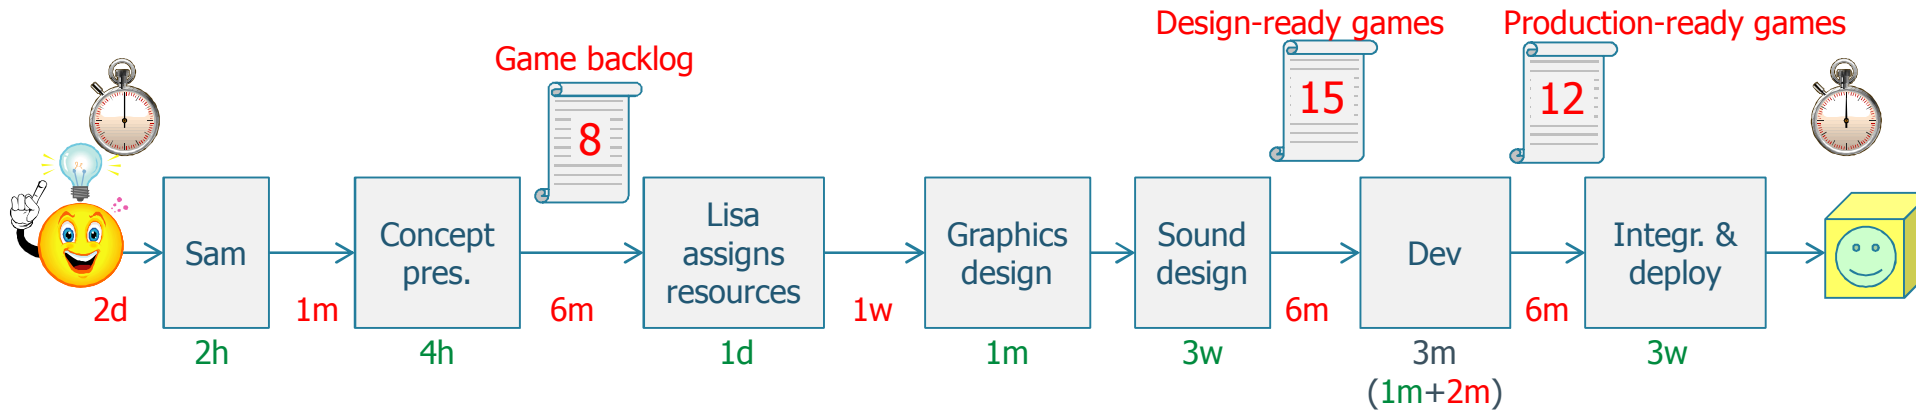 Design-ready games
Production-ready games
Game backlog
8
15
12
Sam
Concept
pres.
Lisa
assigns
resources
Graphics
design
Sound
design
Dev
Integr. &
deploy
2d
1m
6m
1w
6m
6m
2h
4h
1d
1m
3w
3m
(1m+2m)
3w